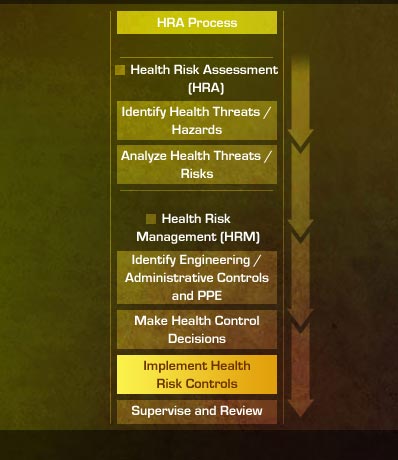 HRA Process
Health Risk Assessment
(HRA)
Identify Health Threats /
Hazards
Analyze Health Threats /
Risks
Health Risk
Management (HRM)
Identify Engineering /
Administrative Controls
and PPE
Make Health Control
Decisions
Implement Health
Risk Controls
Supervise and Review